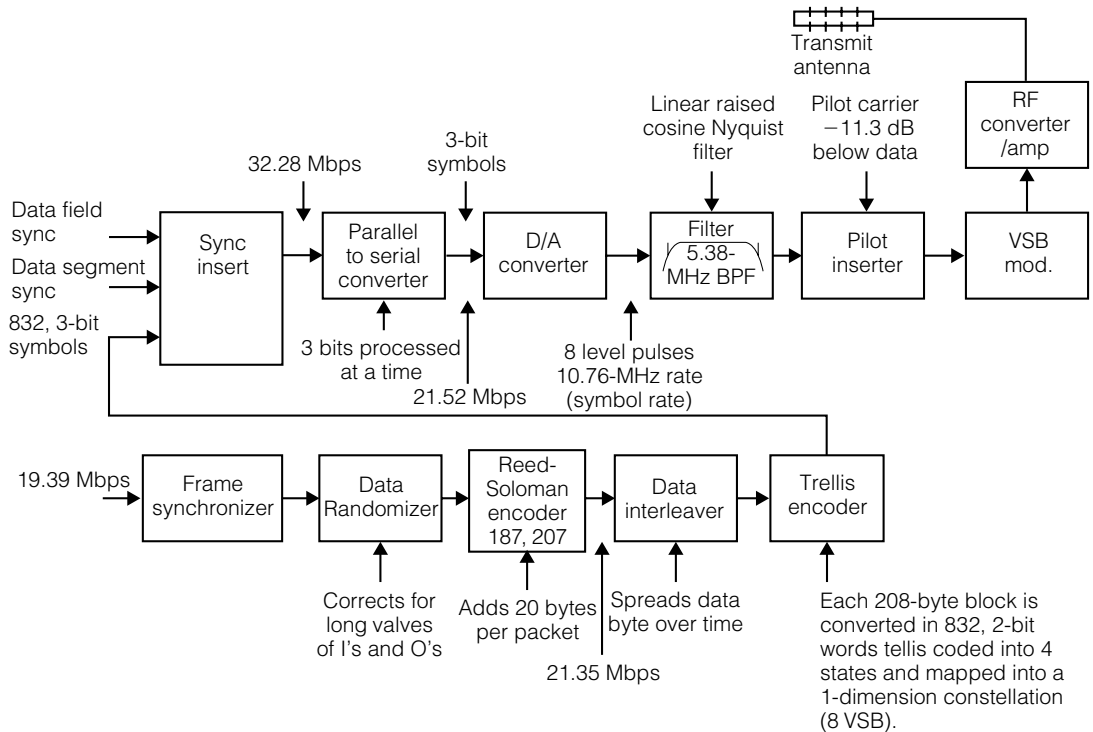 Transmit
antenna
RF
converter
/amp
Linear raised
cosine Nyquist
filter
Pilot carrier
−11.3 dB
below data
3-bit
symbols
32.28 Mbps
Data field
sync
Data segment
sync
832, 3-bit
symbols
Sync
insert
Parallel
to serial
converter
D/A
converter
Filter
5.38-
MHz BPF
Pilot
inserter
VSB
mod.
3 bits processed
at a time
21.52 Mbps
8 level pulses
10.76-MHz rate
(symbol rate)
19.39 Mbps
Frame
synchronizer
Data
Randomizer
Reed-
Soloman
encoder
187, 207
Data
interleaver
Trellis
encoder
Corrects for
long valves
of I's and O's
Adds 20 bytes
per packet
21.35 Mbps
Spreads data
byte over time
Each 208-byte block is
converted in 832, 2-bit
words tellis coded into 4
states and mapped into a
1-dimension constellation
(8 VSB).